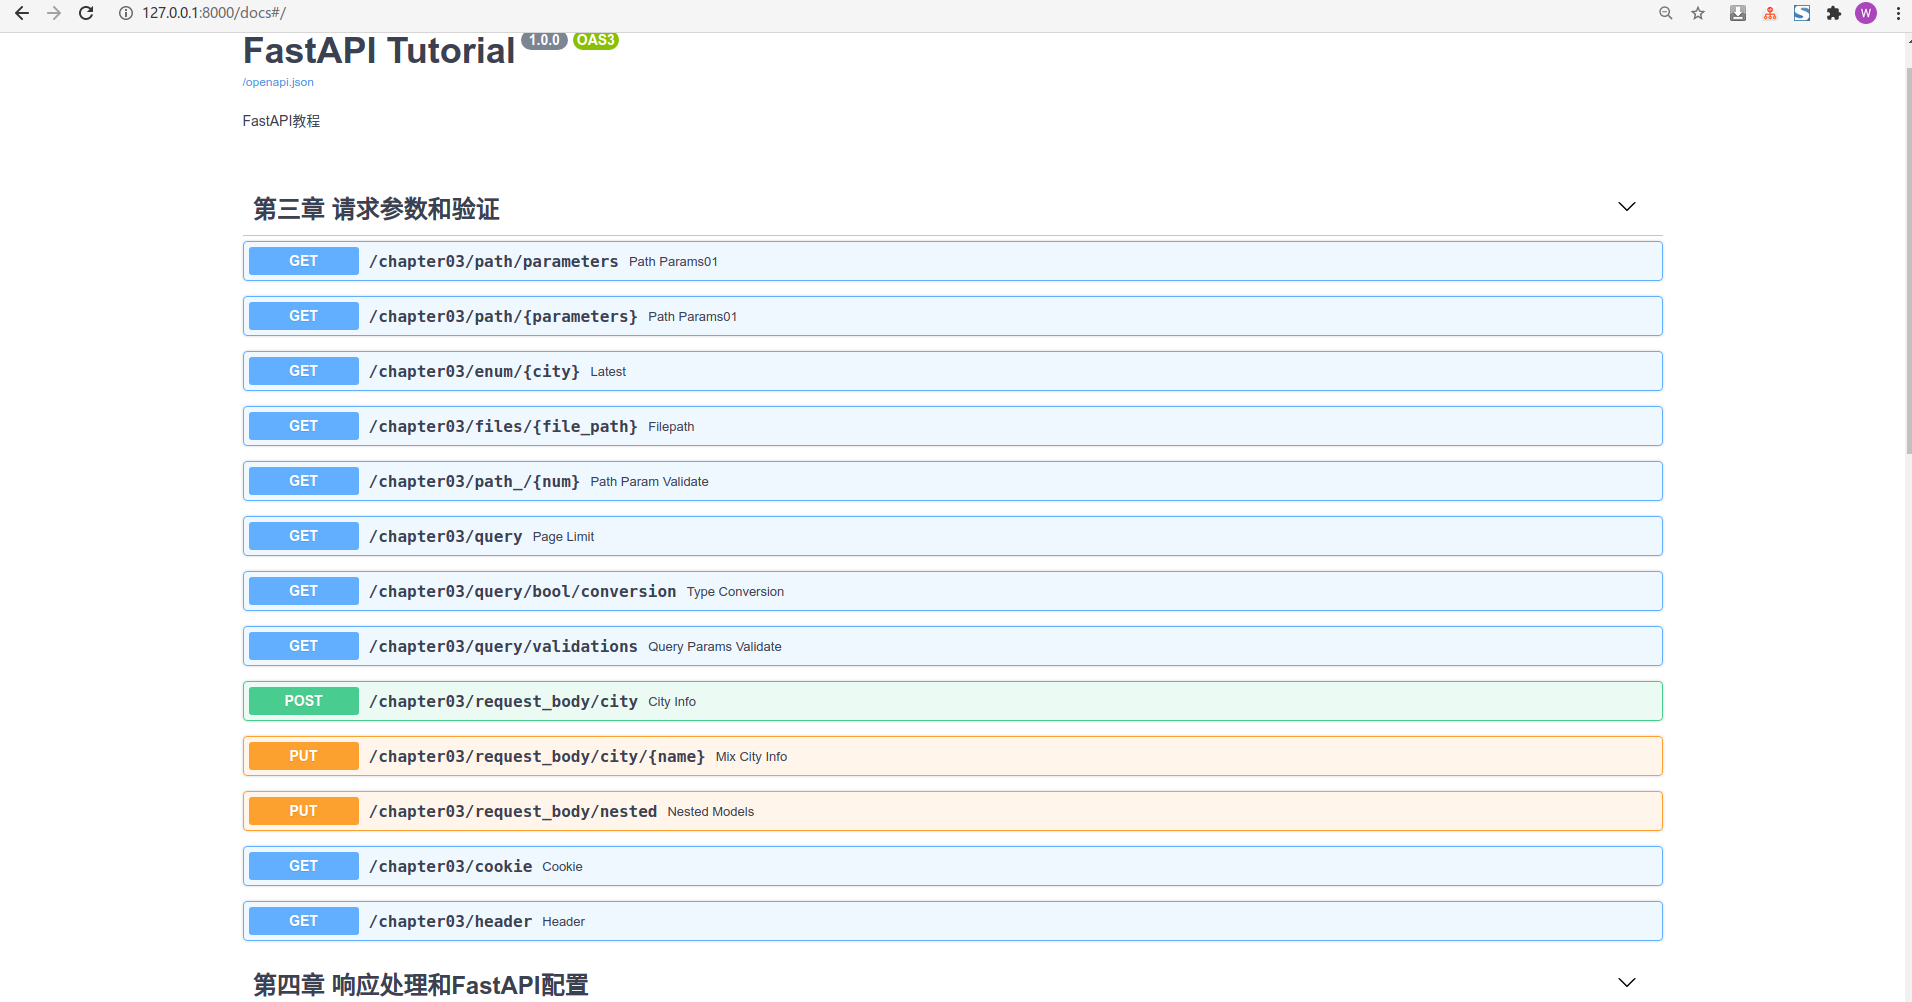 127.0.0.1:8000/docs#/
W
FastAPI Tutorial 1.0.0 OAS3
/openapi.json
FastAPI教程
第三章 请求参数和验证
GET /chapter03/path/parameters Path Params01
GET /chapter03/path/{parameters} Path Params01
GET /chapter03/enum/{city} Latest
GET /chapter03/files/{file_path} Filepath
GET /chapter03/path_/{num} Path Param Validate
GET /chapter03/query Page Limit
GET /chapter03/query/bool/conversion Type Conversion
GET /chapter03/query/validations Query Params Validate
POST /chapter03/request_body/city City Info
PUT /chapter03/request_body/city/{name} Mix City Info
PUT /chapter03/request_body/nested Nested Models
GET /chapter03/cookie Cookie
GET /chapter03/header Header
第四章 响应处理和FastAPI配置